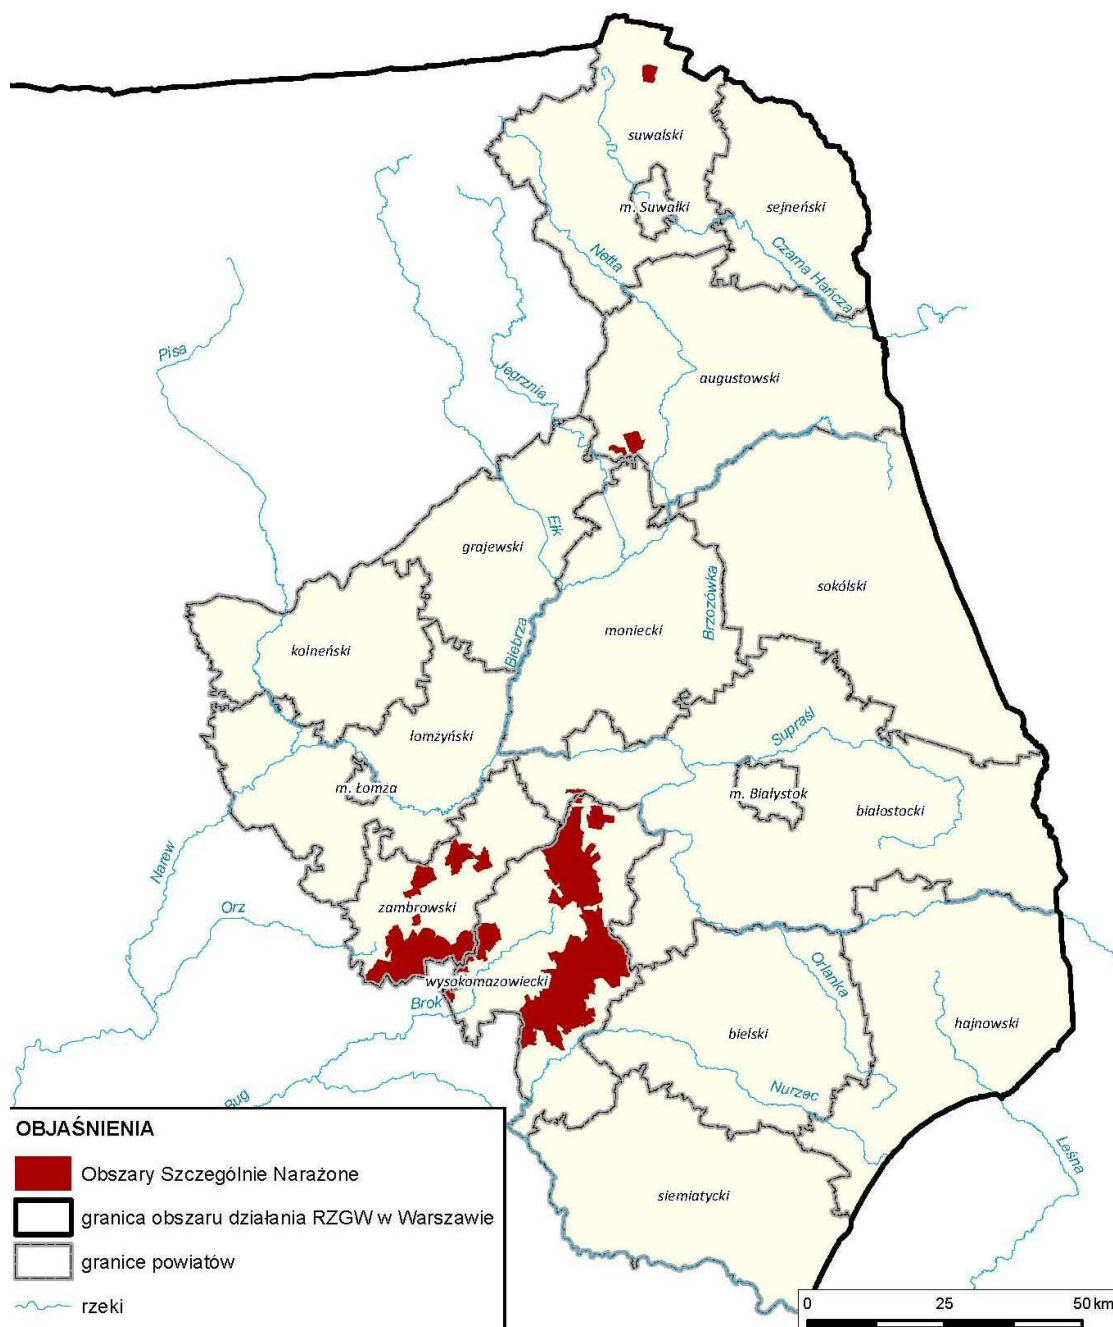 suwalski
m. Suwałki
sejneński
Netta
Czarna Hańcza
Pisa
Jegrznia
augustowski
Ełk
grajewski
Brzozówka
sokólski
Biebrza
moniecki
kolneński
łomżyński
Supraśl
m. Łomża
m. Białystok
białostocki
Narew
Orz
zambrowski
wysokomazowiecki
Brok
Orlanka
bielski
hajnowski
Bug
Nurzec
Leśna
siemiatycki
OBJAŚNIENIA
Obszary Szczególnie Narażone
granica obszaru działania RZGW w Warszawie
granice powiatów
rzeki
0 25 50 km